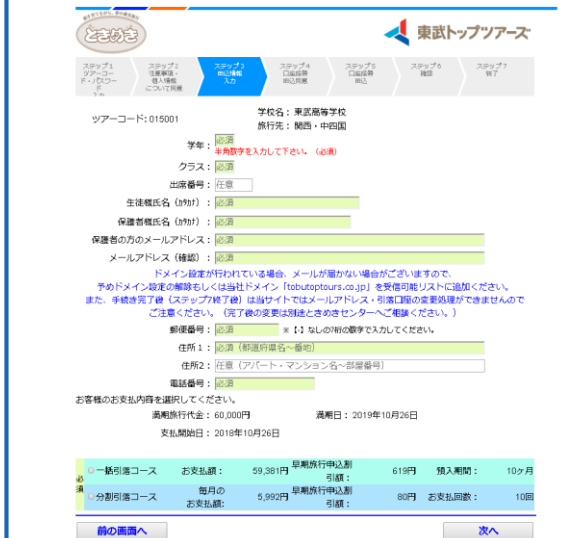 ときめき
東武トップツアーズ
ステップ1
ツアーコー
ド・パスワー
ド
入力
ステップ2
注意事項・
個人情報
について同意
ステップ3
申込情報
入力
ステップ4
口座振替
申込同意
ステップ5
口座振替
申込
ステップ6
確認
ステップ7
完了
ツアーコード: 015001
学校名： 東武高等学校
旅行先： 関西・中四国
学年： 必須
半角数字を入力して下さい。（必須）
クラス： 必須
出席番号： 任意
生徒様氏名（ｶﾀｶﾅ）： 必須
保護者様氏名（ｶﾀｶﾅ）： 必須
保護者の方のメールアドレス： 必須
メールアドレス（確認）： 必須
ドメイン設定が行われている場合、メールが届かない場合がございますので、
予めドメイン設定の解除もしくは当社ドメイン「tobutoptours.co.jp」を受信可能リストに追加ください。
また、手続き完了後（ステップ7終了後）は当サイトではメールアドレス・引落口座の変更処理ができませんので
ご注意ください。（完了後の変更は別途ときめきセンターへご相談ください。）
郵便番号： 必須 ※【-】なしの7桁の数字で入力してください。
住所1： 必須（都道府県名～番地）
住所2： 任意（アパート・マンション名～部屋番号）
電話番号： 必須
お客様のお支払内容を選択してください。
満期旅行代金： 60,000円 満期日： 2019年10月26日
支払開始日： 2018年10月26日
必須
一括引落コース お支払額： 59,381円 早期旅行申込割引額： 619円 預入期間： 10ヶ月
分割引落コース 毎月のお支払額: 5,992円 早期旅行申込割引額： 80円 お支払回数： 10回
前の画面へ 次へ